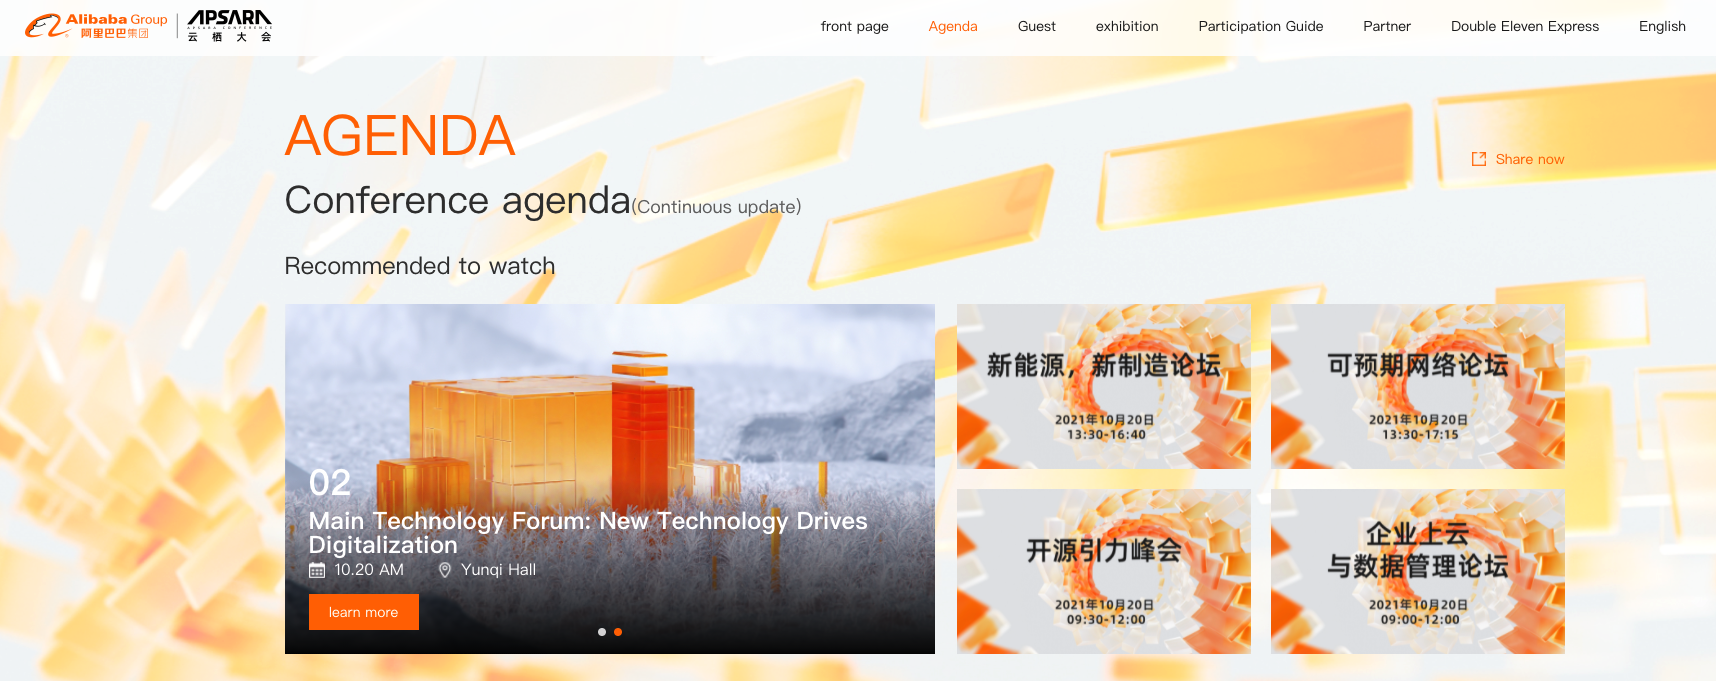 Alibaba Group
阿里巴巴集团
APSARA
APSARA CONFERENCE
云栖大会
front page
Agenda
Guest
exhibition
Participation Guide
Partner
Double Eleven Express
English
AGENDA
Share now
Conference agenda(Continuous update)
Recommended to watch
02
Main Technology Forum: New Technology Drives
Digitalization
10.20 AM
Yunqi Hall
learn more
新能源，新制造论坛
2021年10月20日
13:30-16:40
可预期网络论坛
2021年10月20日
13:30-17:15
开源引力峰会
2021年10月20日
09:30-12:00
企业上云
与数据管理论坛
2021年10月20日
09:00-12:00